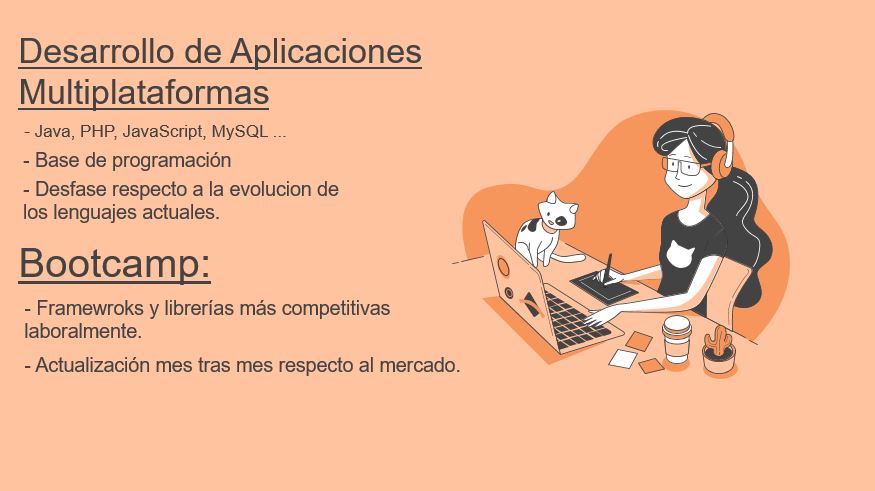 Desarrollo de Aplicaciones
Multiplataformas
- Java, PHP, JavaScript, MySQL ...
- Base de programación
- Desfase respecto a la evolucion de
los lenguajes actuales.
Bootcamp:
- Framewroks y librerías más competitivas
laboralmente.
- Actualización mes tras mes respecto al mercado.